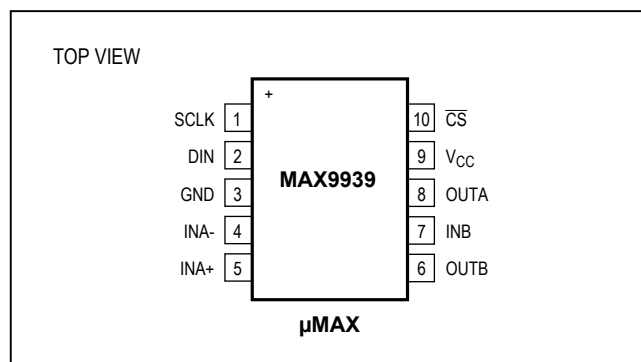 TOP VIEW
+
SCLK 1
DIN 2
GND 3
INA- 4
INA+ 5
MAX9939
10 C̅S̅
9 VCC
8 OUTA
7 INB
6 OUTB
µMAX